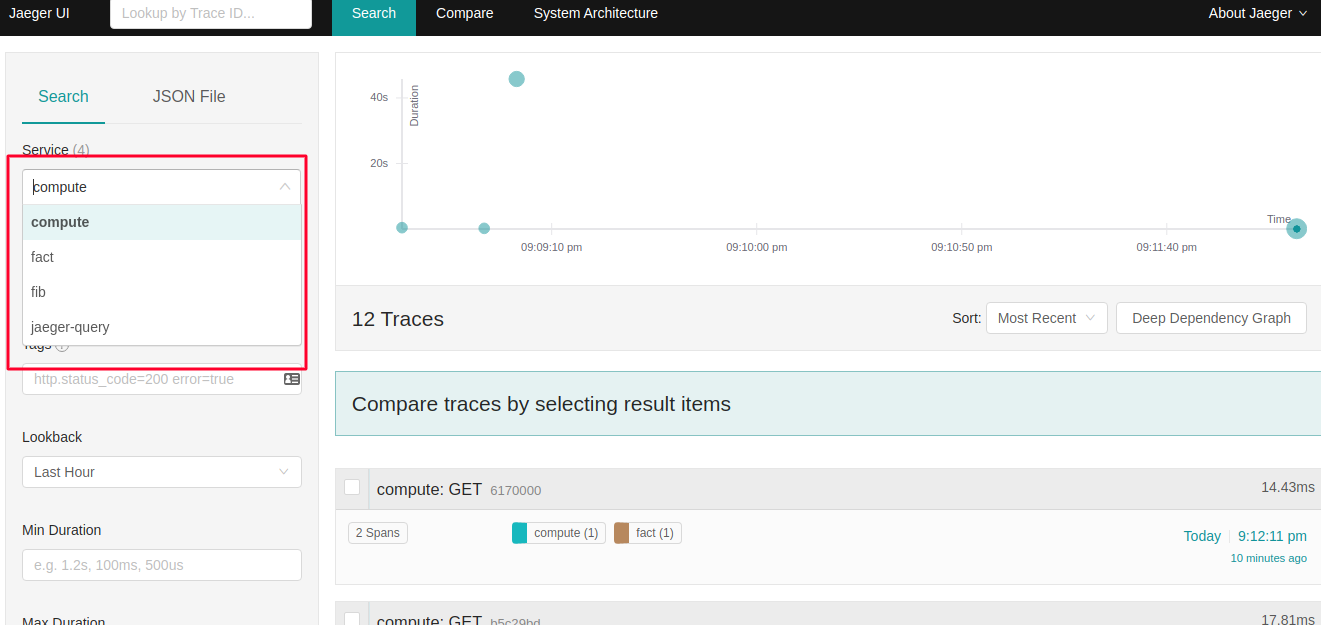 Jaeger UI
Lookup by Trace ID...
Search
Compare
System Architecture
About Jaeger
Search
JSON File
Service (4)
compute
compute
fact
fib
jaeger-query
Tags
http.status_code=200 error=true
Lookback
Last Hour
Min Duration
e.g. 1.2s, 100ms, 500us
Max Duration
Duration
40s
20s
Time
09:09:10 pm
09:10:00 pm
09:10:50 pm
09:11:40 pm
12 Traces
Sort:
Most Recent
Deep Dependency Graph
Compare traces by selecting result items
compute: GET 6170000
14.43ms
2 Spans
compute (1)
fact (1)
Today
9:12:11 pm
10 minutes ago
compute: GET b5c29bd
17.81ms